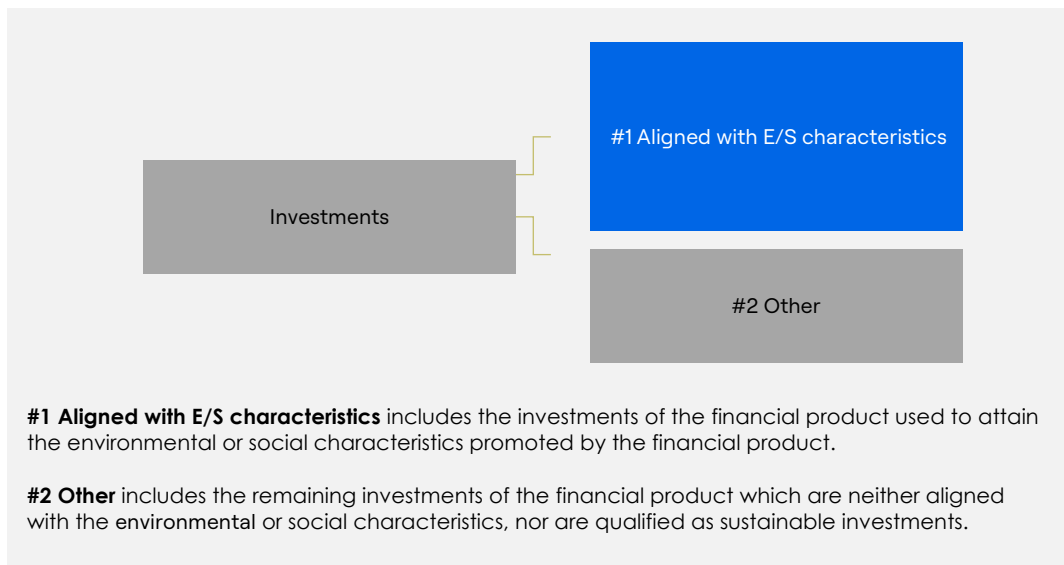 #1 Aligned with E/S characteristics
Investments
#2 Other
#1 Aligned with E/S characteristics includes the investments of the financial product used to attain
the environmental or social characteristics promoted by the financial product.
#2 Other includes the remaining investments of the financial product which are neither aligned
with the environmental or social characteristics, nor are qualified as sustainable investments.